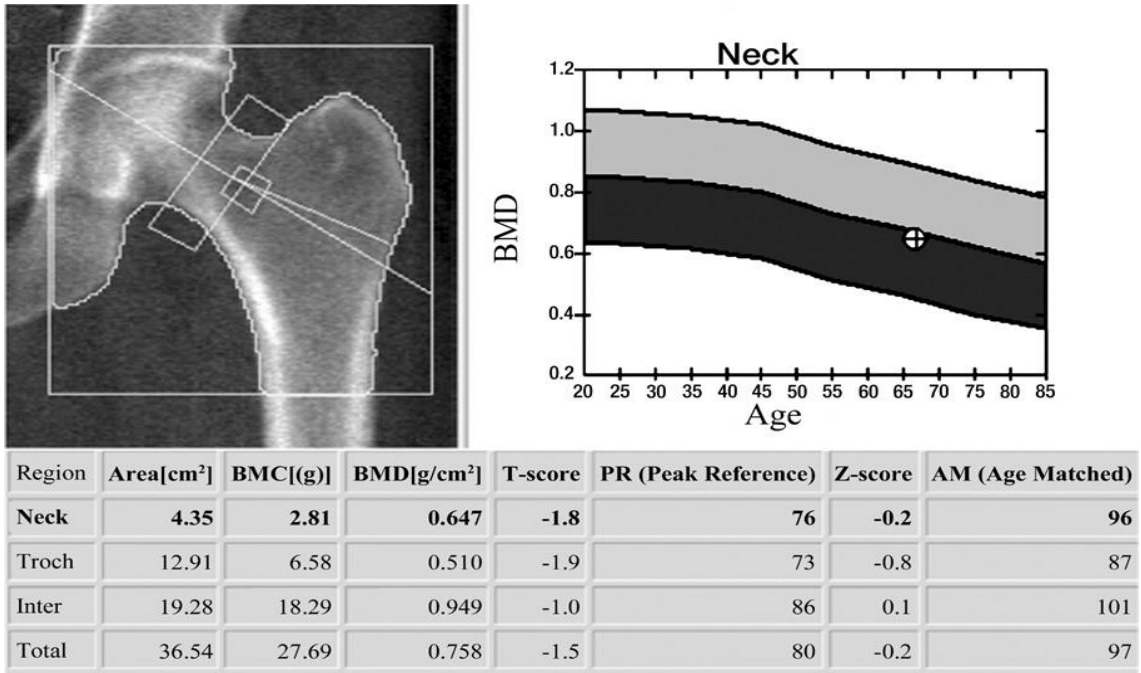 Neck
BMD
1.2
1.0
0.8
0.6
0.4
0.2
20 25 30 35 40 45 50 55 60 65 70 75 80 85
Age
Region Area[cm²] BMC[(g)] BMD[g/cm²] T-score PR (Peak Reference) Z-score AM (Age Matched)
Neck 4.35 2.81 0.647 -1.8 76 -0.2 96
Troch 12.91 6.58 0.510 -1.9 73 -0.8 87
Inter 19.28 18.29 0.949 -1.0 86 0.1 101
Total 36.54 27.69 0.758 -1.5 80 -0.2 97